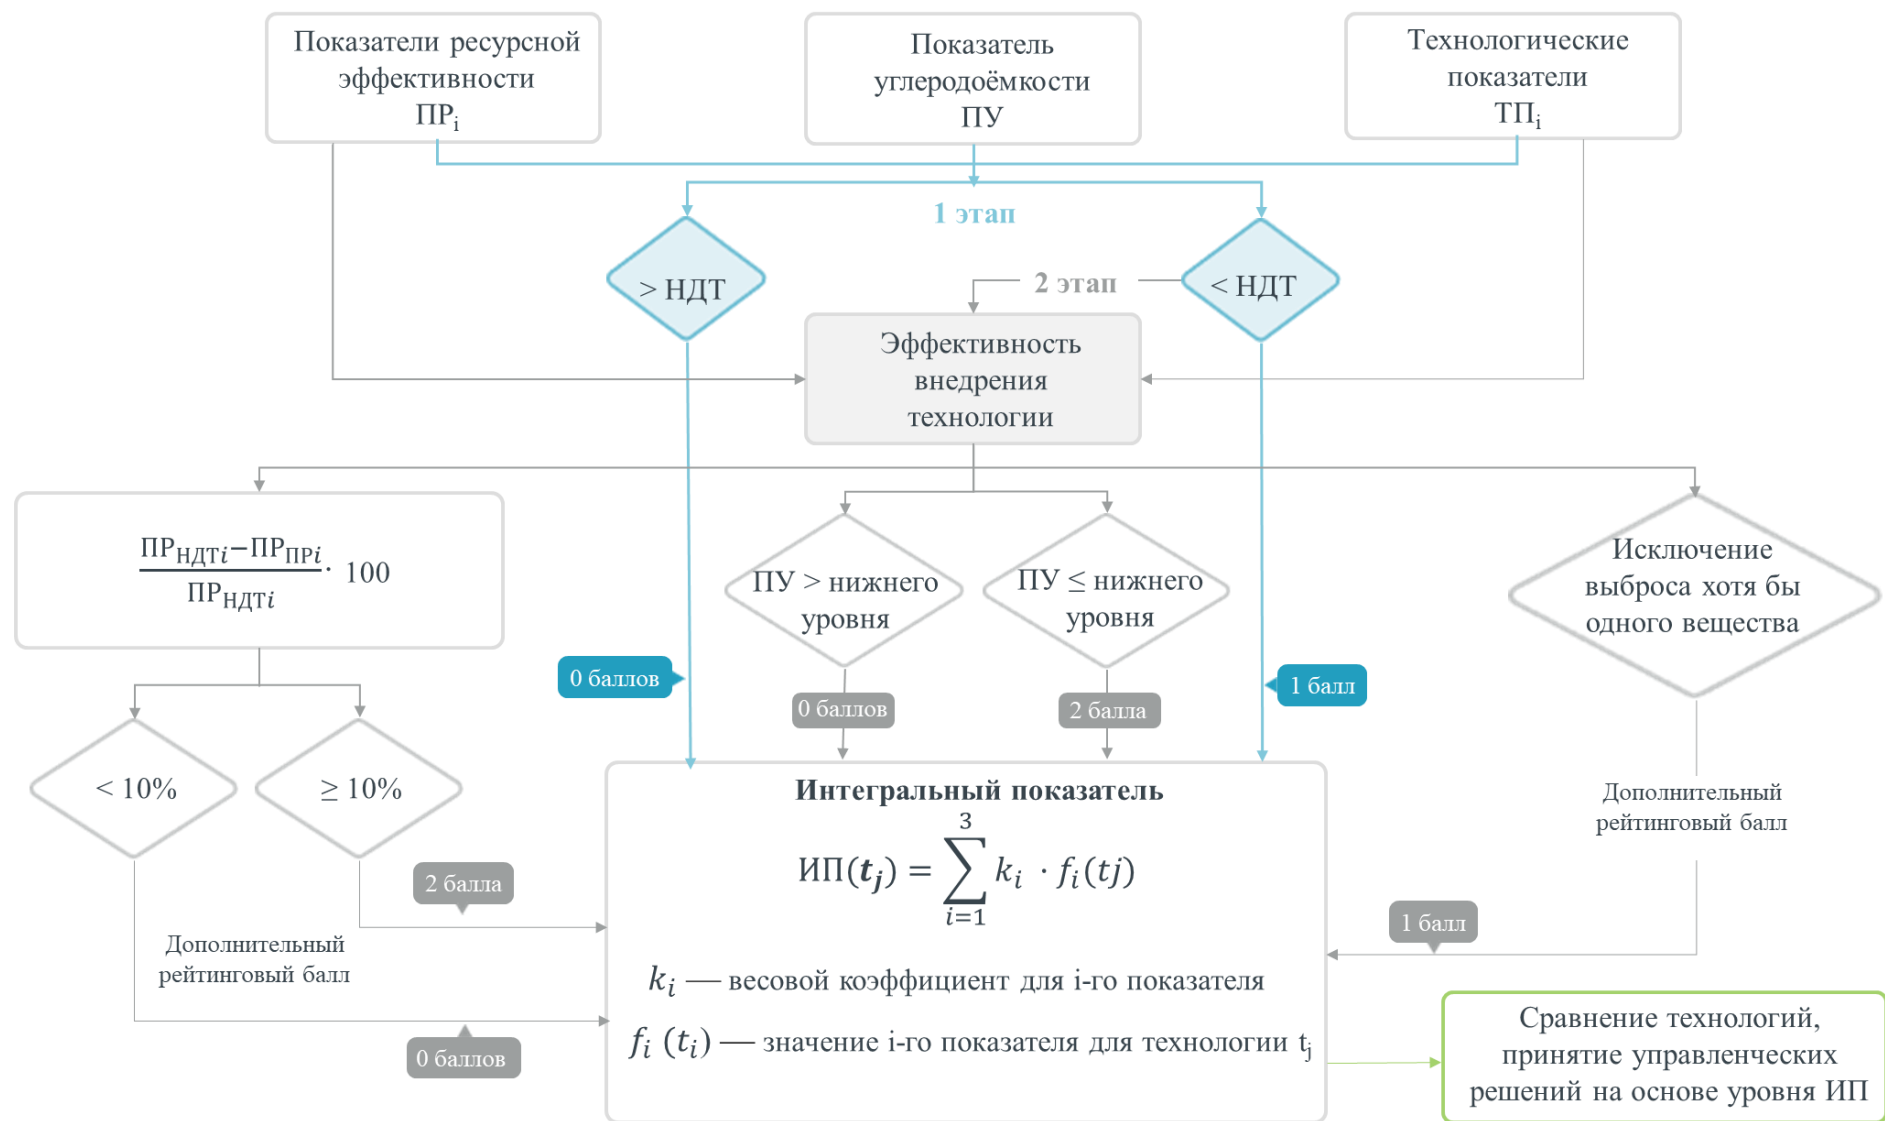 Показатели ресурсной
эффективности
ПРi
Показатель
углеродоёмкости
ПУ
Технологические
показатели
ТПi
1 этап
> НДТ
2 этап
< НДТ
Эффективность
внедрения
технологии
ПРНДТi−ППРi
ПРНДТi
· 100
ПУ > нижнего
уровня
ПУ ≤ нижнего
уровня
Исключение
выброса хотя бы
одного вещества
0 баллов
1 балл
0 баллов
2 балла
< 10%
≥ 10%
Дополнительный
рейтинговый балл
2 балла
Дополнительный
рейтинговый балл
0 баллов
1 балл
Интегральный показатель
3
ИП(tj) = ∑ ki · fi(tj)
i=1
ki — весовой коэффициент для i-го показателя
fi (ti) — значение i-го показателя для технологии tj
Сравнение технологий,
принятие управленческих
решений на основе уровня ИП